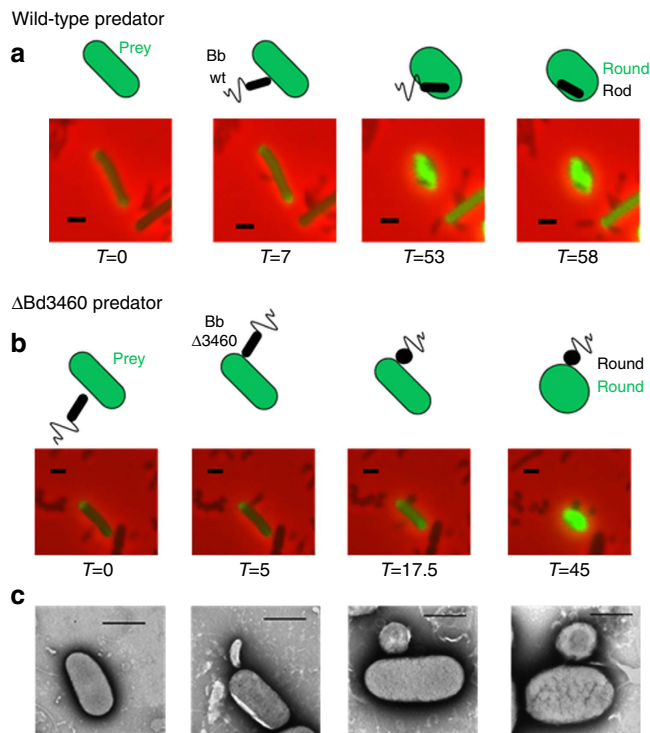 Wild-type predator
a
Prey
Bb
wt
Round
Rod
T=0
T=7
T=53
T=58
ΔBd3460 predator
b
Prey
Bb
Δ3460
Round
Round
T=0
T=5
T=17.5
T=45
c